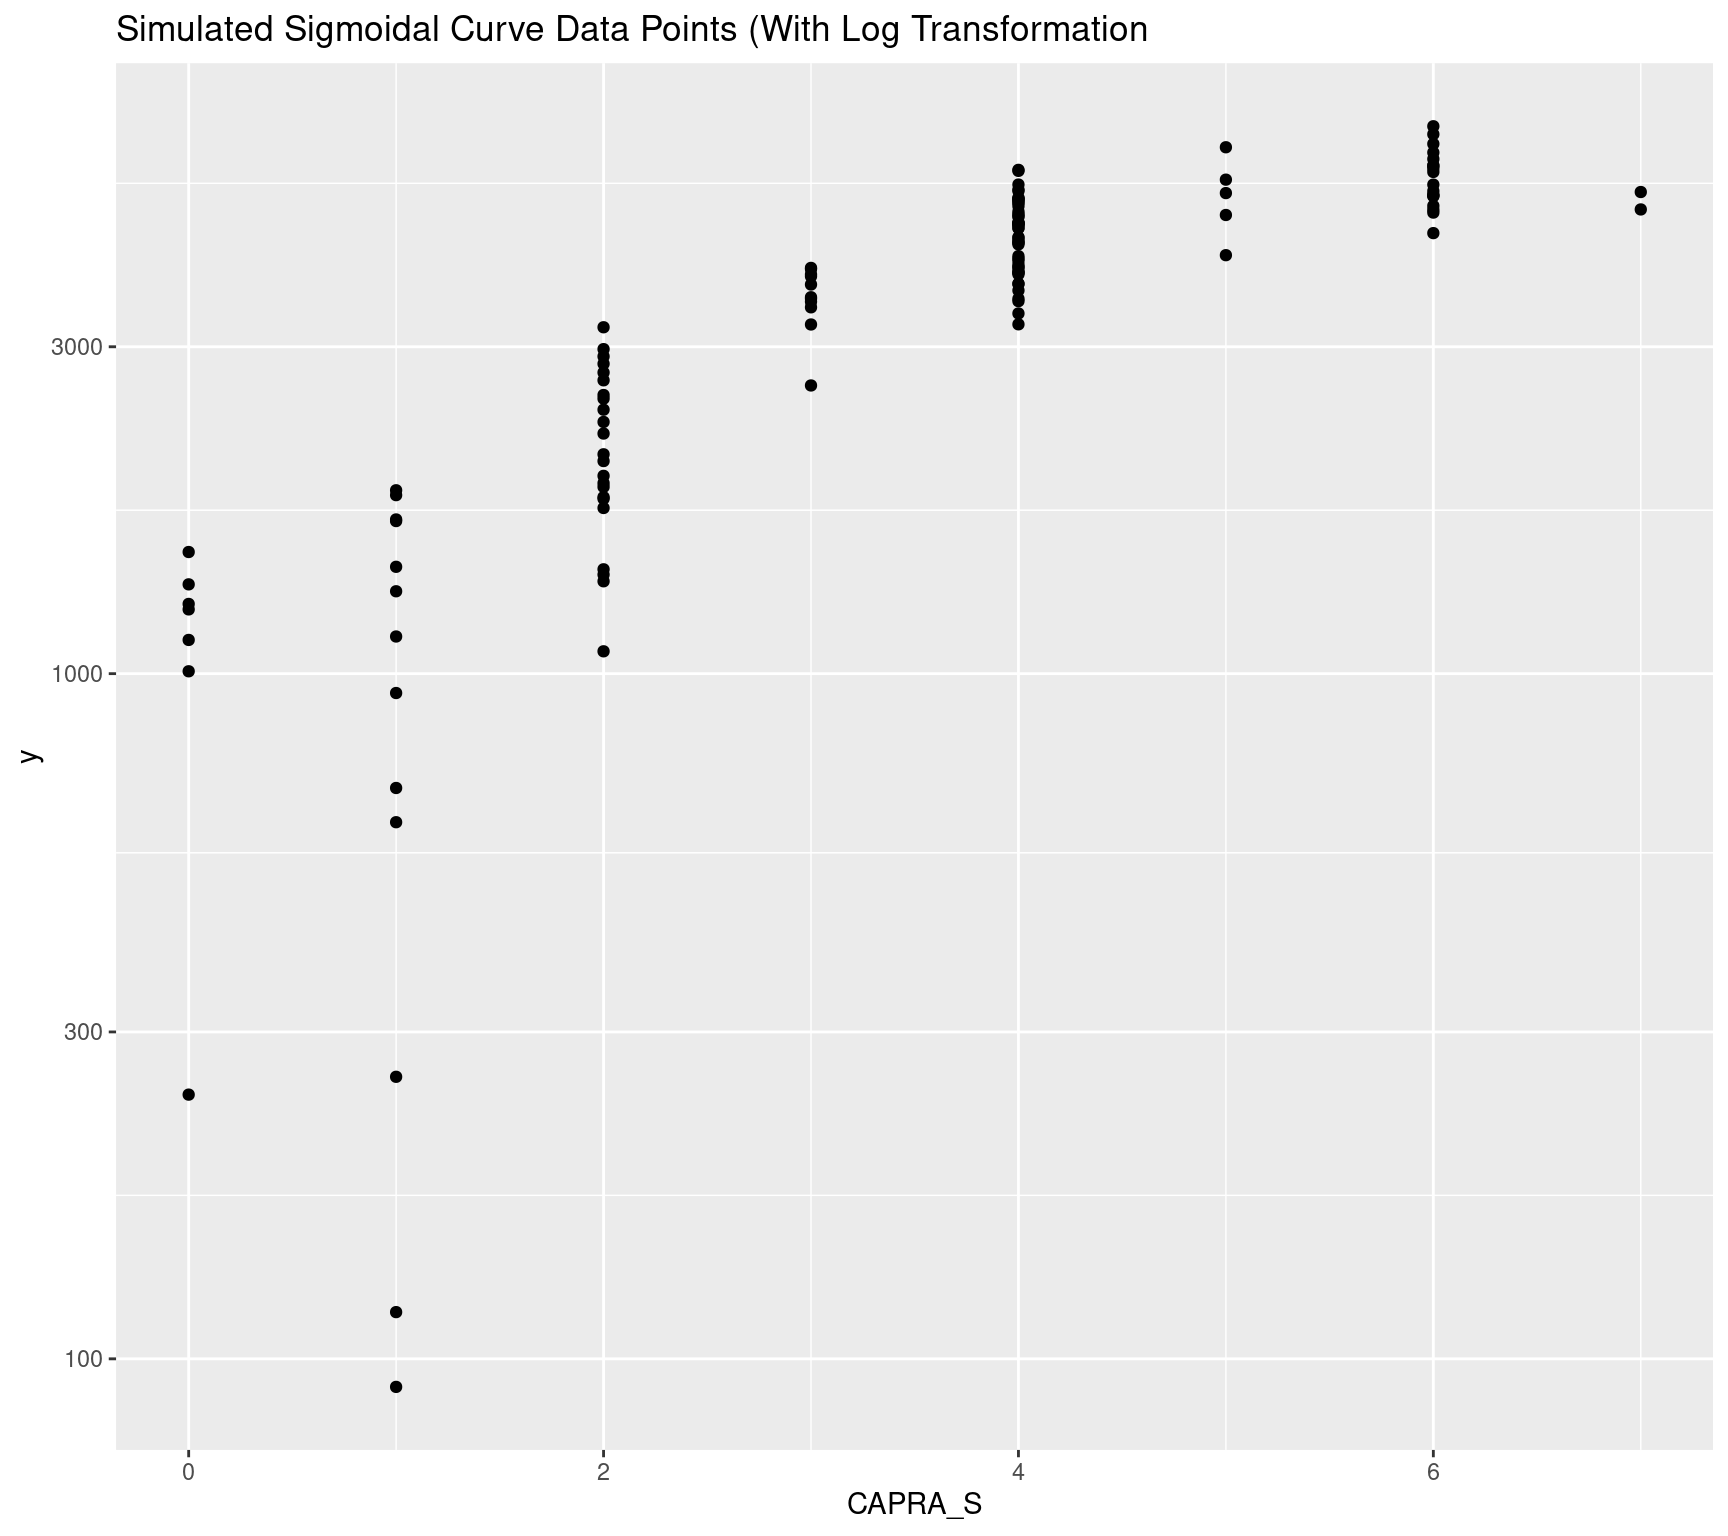 Simulated Sigmoidal Curve Data Points (With Log Transformation
y
3000
1000
300
100
0 2 4 6
CAPRA_S